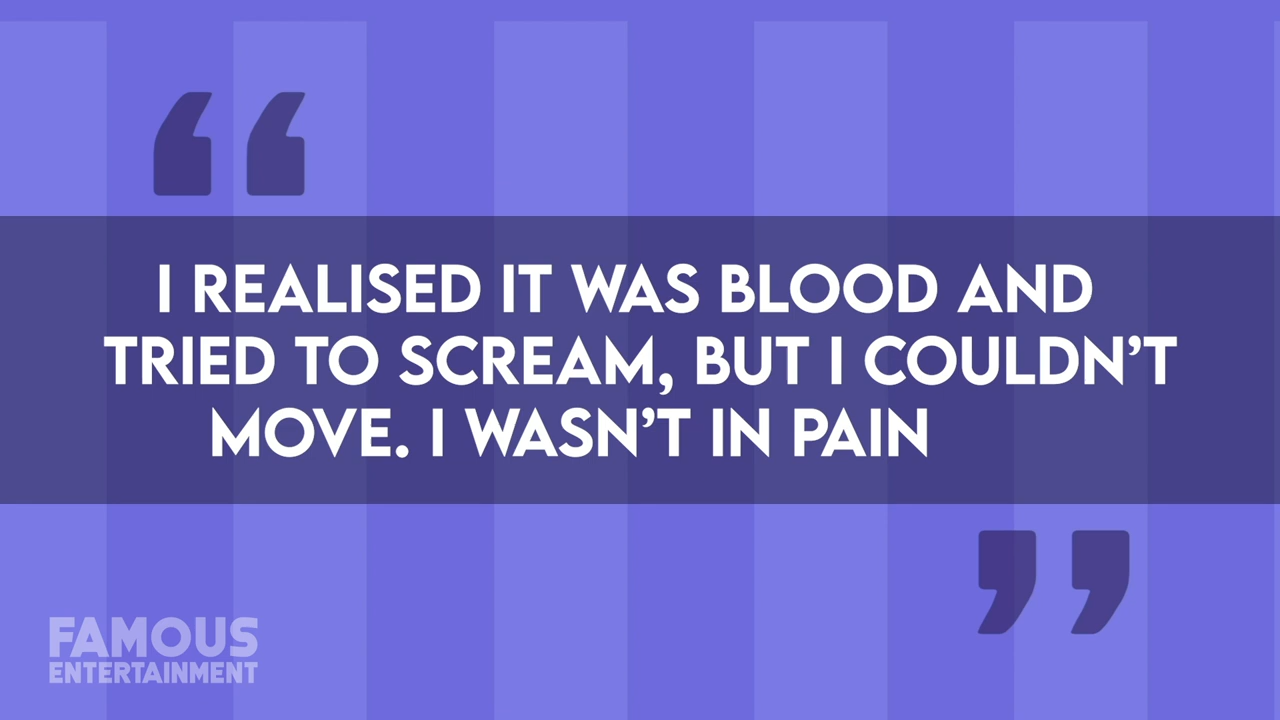 I REALISED IT WAS BLOOD AND
TRIED TO SCREAM, BUT I COULDN’T
MOVE. I WASN’T IN PAIN
FAMOUS
ENTERTAINMENT